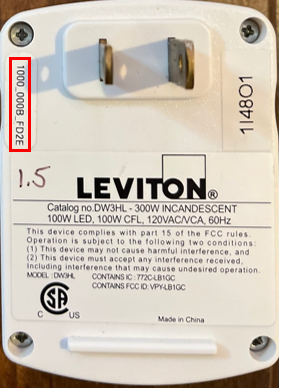 1000_000B_FD2E
1I48O1
1.5
LEVITON®
Catalog no.DW3HL - 300W INCANDESCENT
100W LED, 100W CFL, 120VAC/VCA, 60Hz
This device complies with part 15 of the FCC rules.
Operation is subject to the following two conditions:
(1) This device may not cause harmful interference, and
(2) This device must accept any interference received,
including interference that may cause undesired operation.
MODEL : DW3HL CONTAINS IC : 772C-LB1GC
CONTAINS FCC ID: VPY-LB1GC
SA
C US
Made in China